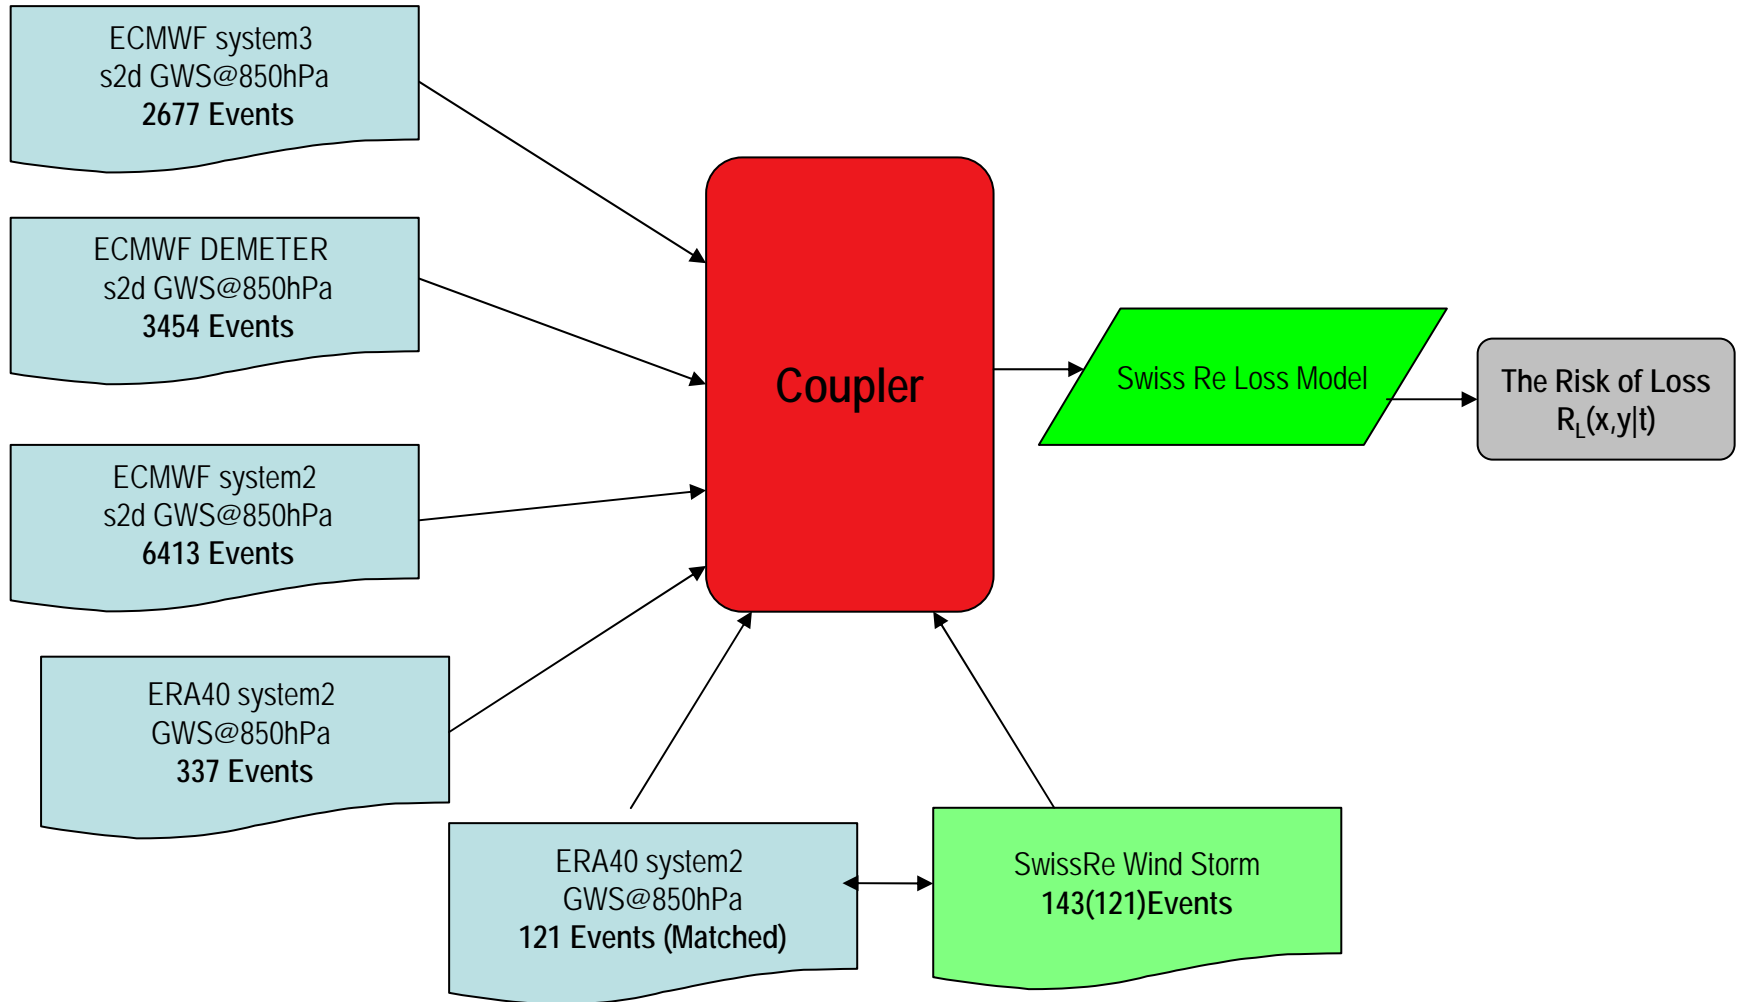 ECMWF system3
s2d GWS@850hPa
2677 Events
ECMWF DEMETER
s2d GWS@850hPa
3454 Events
ECMWF system2
s2d GWS@850hPa
6413 Events
ERA40 system2
GWS@850hPa
337 Events
ERA40 system2
GWS@850hPa
121 Events (Matched)
SwissRe Wind Storm
143(121)Events
Coupler
Swiss Re Loss Model
The Risk of Loss
R_L(x,y|t)